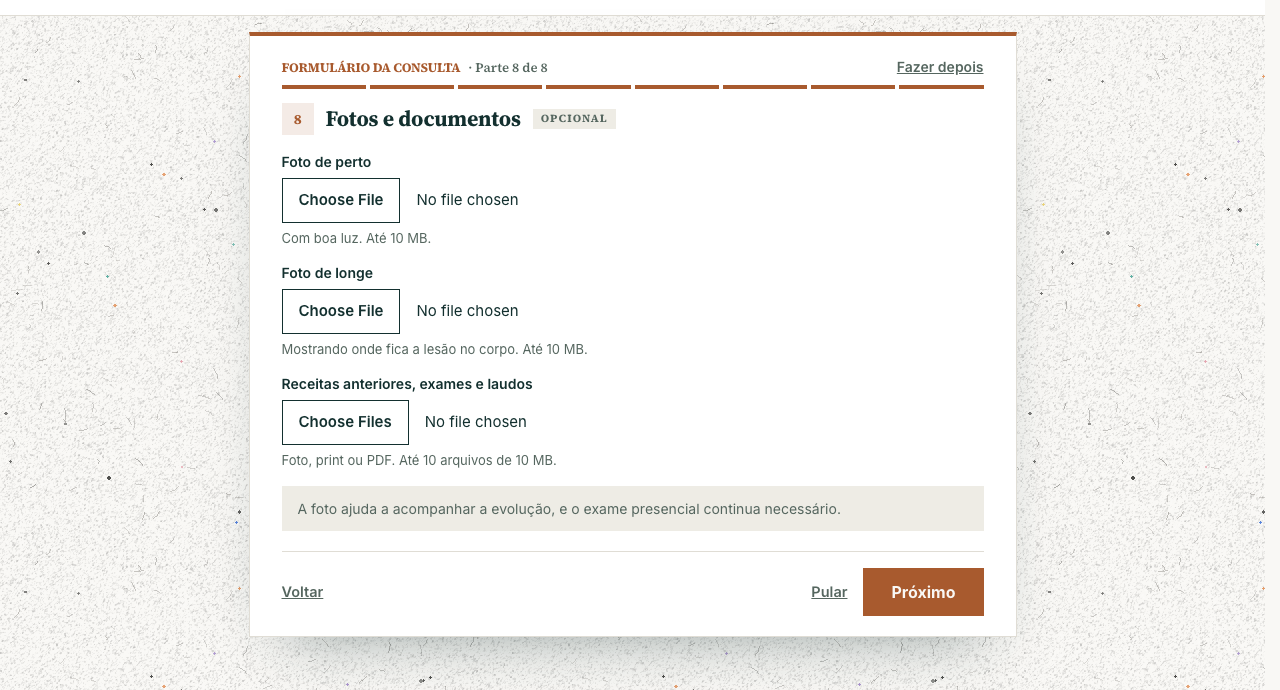 FORMULÁRIO DA CONSULTA · Parte 8 de 8 Fazer depois
8 Fotos e documentos OPCIONAL
Foto de perto
Choose File No file chosen
Com boa luz. Até 10 MB.
Foto de longe
Choose File No file chosen
Mostrando onde fica a lesão no corpo. Até 10 MB.
Receitas anteriores, exames e laudos
Choose Files No file chosen
Foto, print ou PDF. Até 10 arquivos de 10 MB.
A foto ajuda a acompanhar a evolução, e o exame presencial continua necessário.
Voltar Pular Próximo